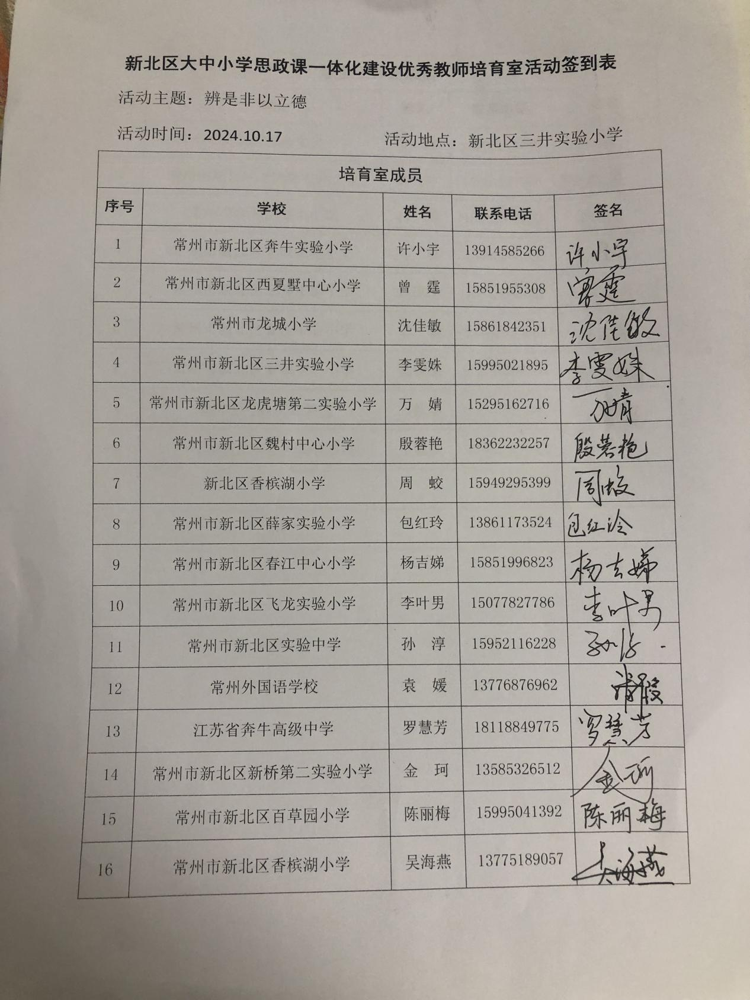 新北区大中小学思政课一体化建设优秀教师培育室活动签到表
活动主题：辨是非以立德
活动时间：2024.10.17 活动地点：新北区三井实验小学
培育室成员
序号 学校 姓名 联系电话 签名
1 常州市新北区奔牛实验小学 许小宇 13914585266 许小宇
2 常州市新北区西夏墅中心小学 曾 霆 15851955308 曾霆
3 常州市龙城小学 沈佳敏 15861842351 沈佳敏
4 常州市新北区三井实验小学 李雯姝 15995021895 李雯姝
5 常州市新北区龙虎塘第二实验小学 万 婧 15295162716 万婧
6 常州市新北区魏村中心小学 殷蓉艳 18362232257 殷蓉艳
7 新北区香槟湖小学 周 蛟 15949295399 周蛟
8 常州市新北区薛家实验小学 包红玲 13861173524 包红玲
9 常州市新北区春江中心小学 杨吉娣 15851996823 杨吉娣
10 常州市新北区飞龙实验小学 李叶男 15077827786 李叶男
11 常州市新北区实验中学 孙 淳 15952116228 孙淳
12 常州外国语学校 袁 媛 13776876962
13 江苏省奔牛高级中学 罗慧芳 18118849775 罗慧芳
14 常州市新北区新桥第二实验小学 金 珂 13585326512 金珂
15 常州市新北区百草园小学 陈丽梅 15995041392 陈丽梅
16 常州市新北区香槟湖小学 吴海燕 13775189057 吴海燕